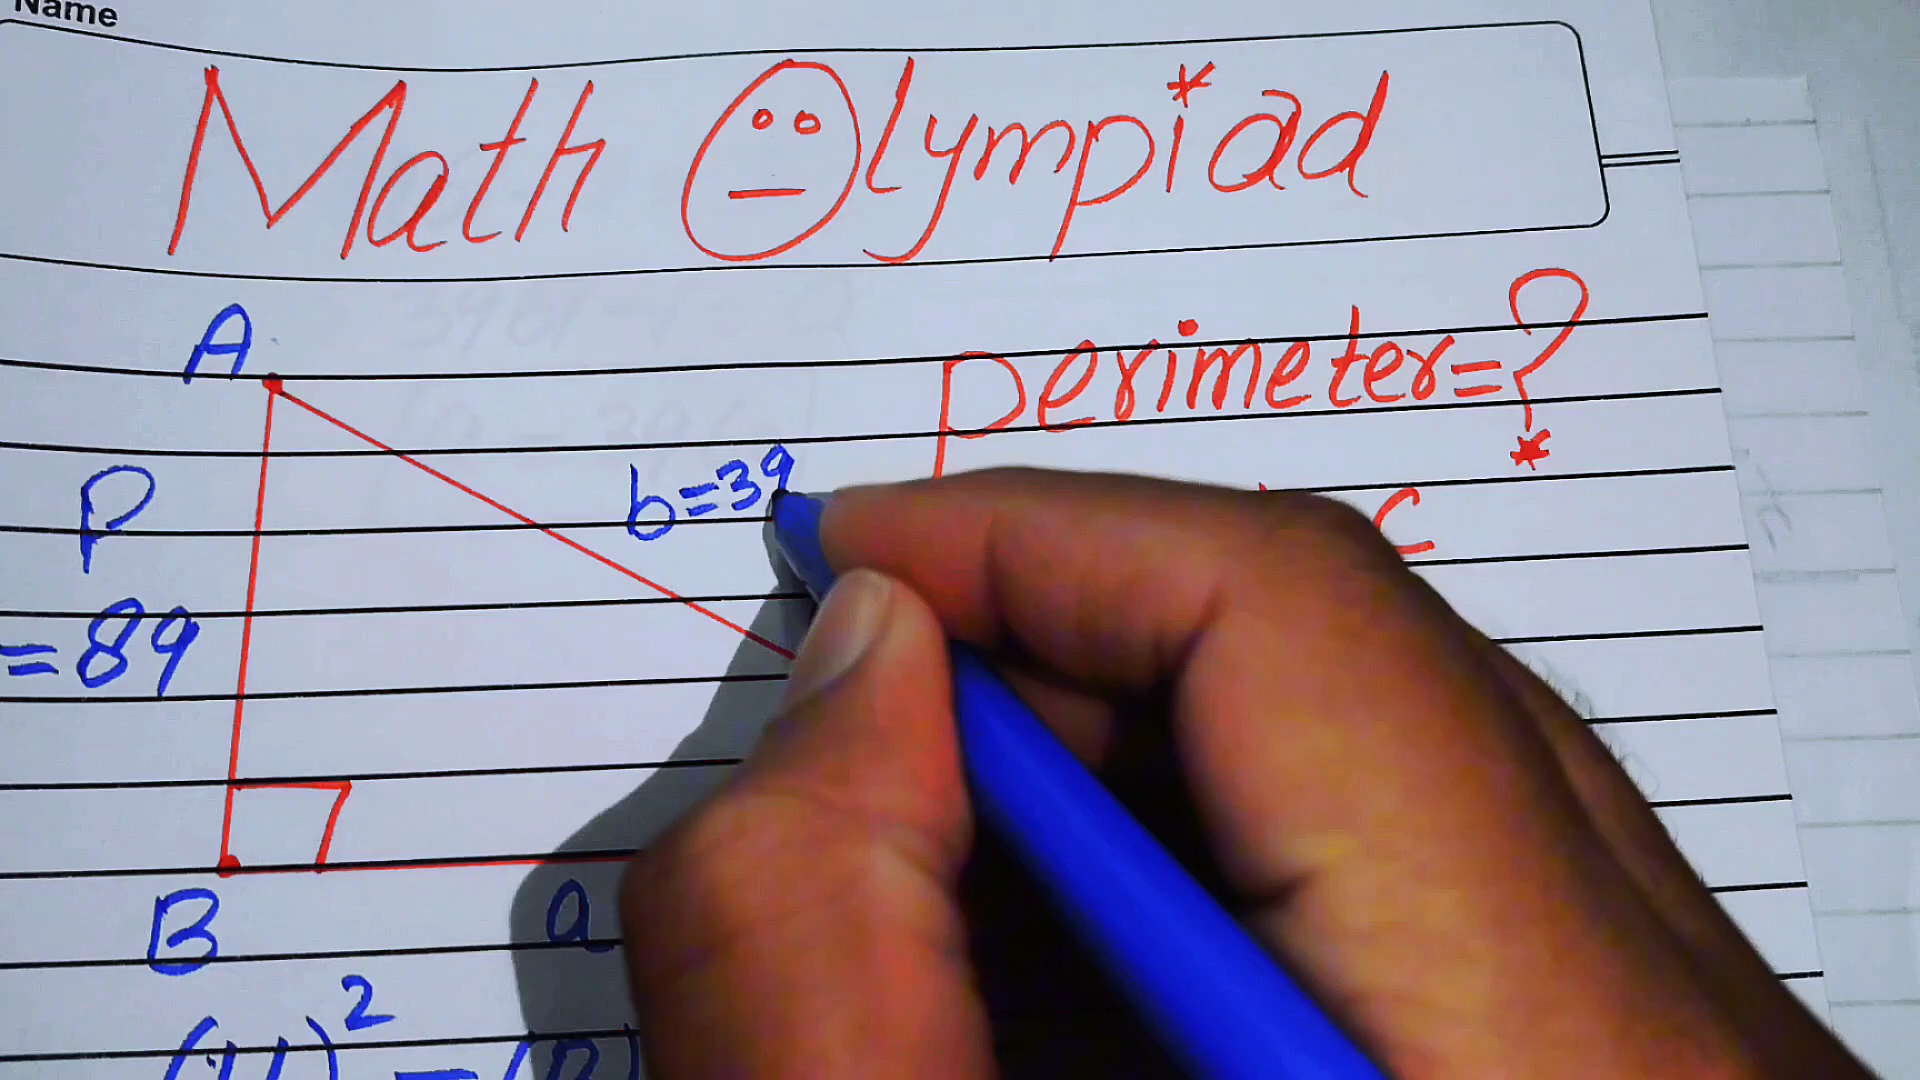 Name
Math Olympiad
A
Perimeter=?
P
b=39
c
=89
B
a
(H)² = (P)